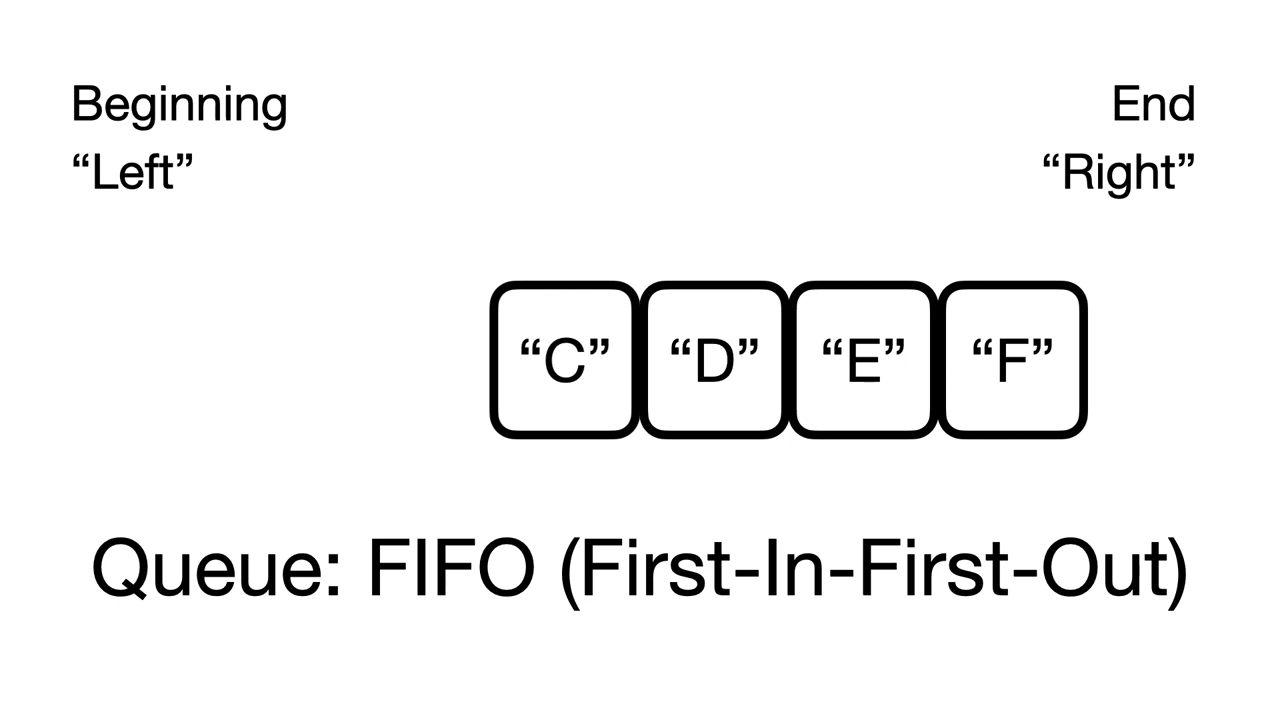 Beginning End
“Left” “Right”
“C” “D” “E” “F”
Queue: FIFO (First-In-First-Out)